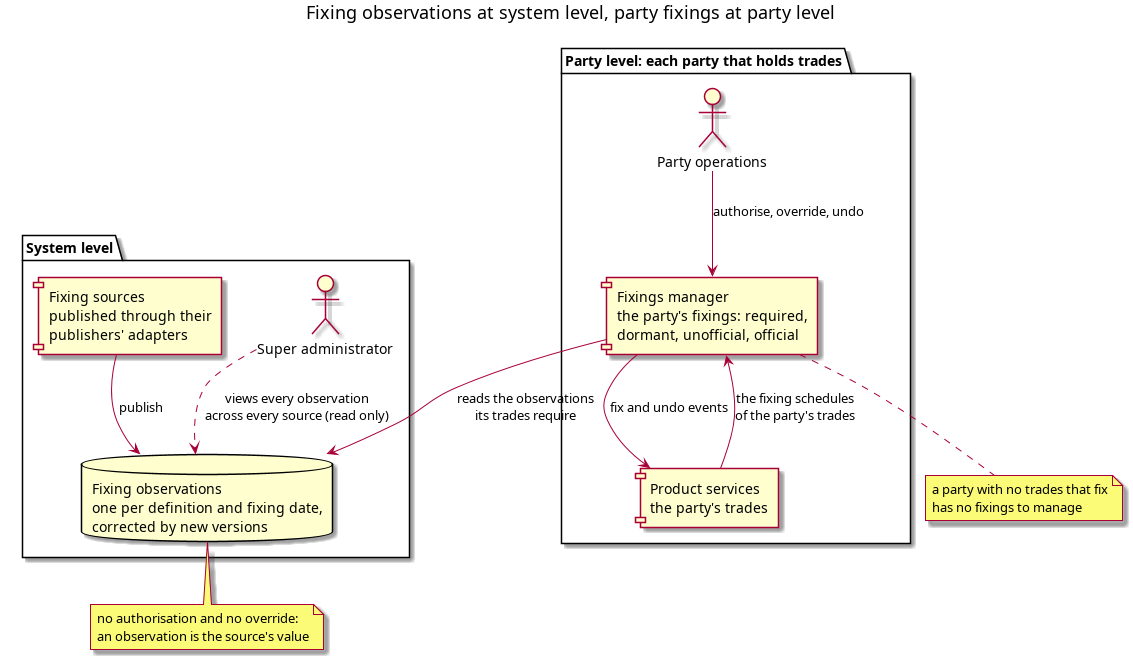 Fixing observations at system level, party fixings at party level
Party level: each party that holds trades
Party operations
authorise, override, undo
System level
Fixing sources
published through their
publishers' adapters
Super administrator
Fixings manager
the party's fixings: required,
dormant, unofficial, official
publish
views every observation
across every source (read only)
reads the observations
its trades require
fix and undo events
the fixing schedules
of the party's trades
Fixing observations
one per definition and fixing date,
corrected by new versions
Product services
the party's trades
a party with no trades that fix
has no fixings to manage
no authorisation and no override:
an observation is the source's value